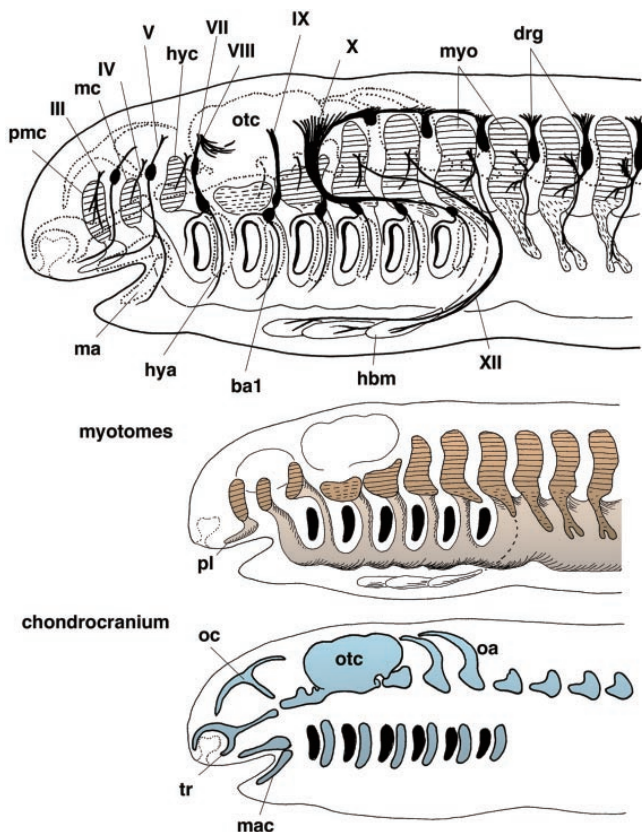 IX
VII
V
VIII
X
drg
IV
hyc
myo
mc
III
otc
pmc
ma
XII
hya
ba1
hbm
myotomes
pl
chondrocranium
oc
otc
oa
tr
mac